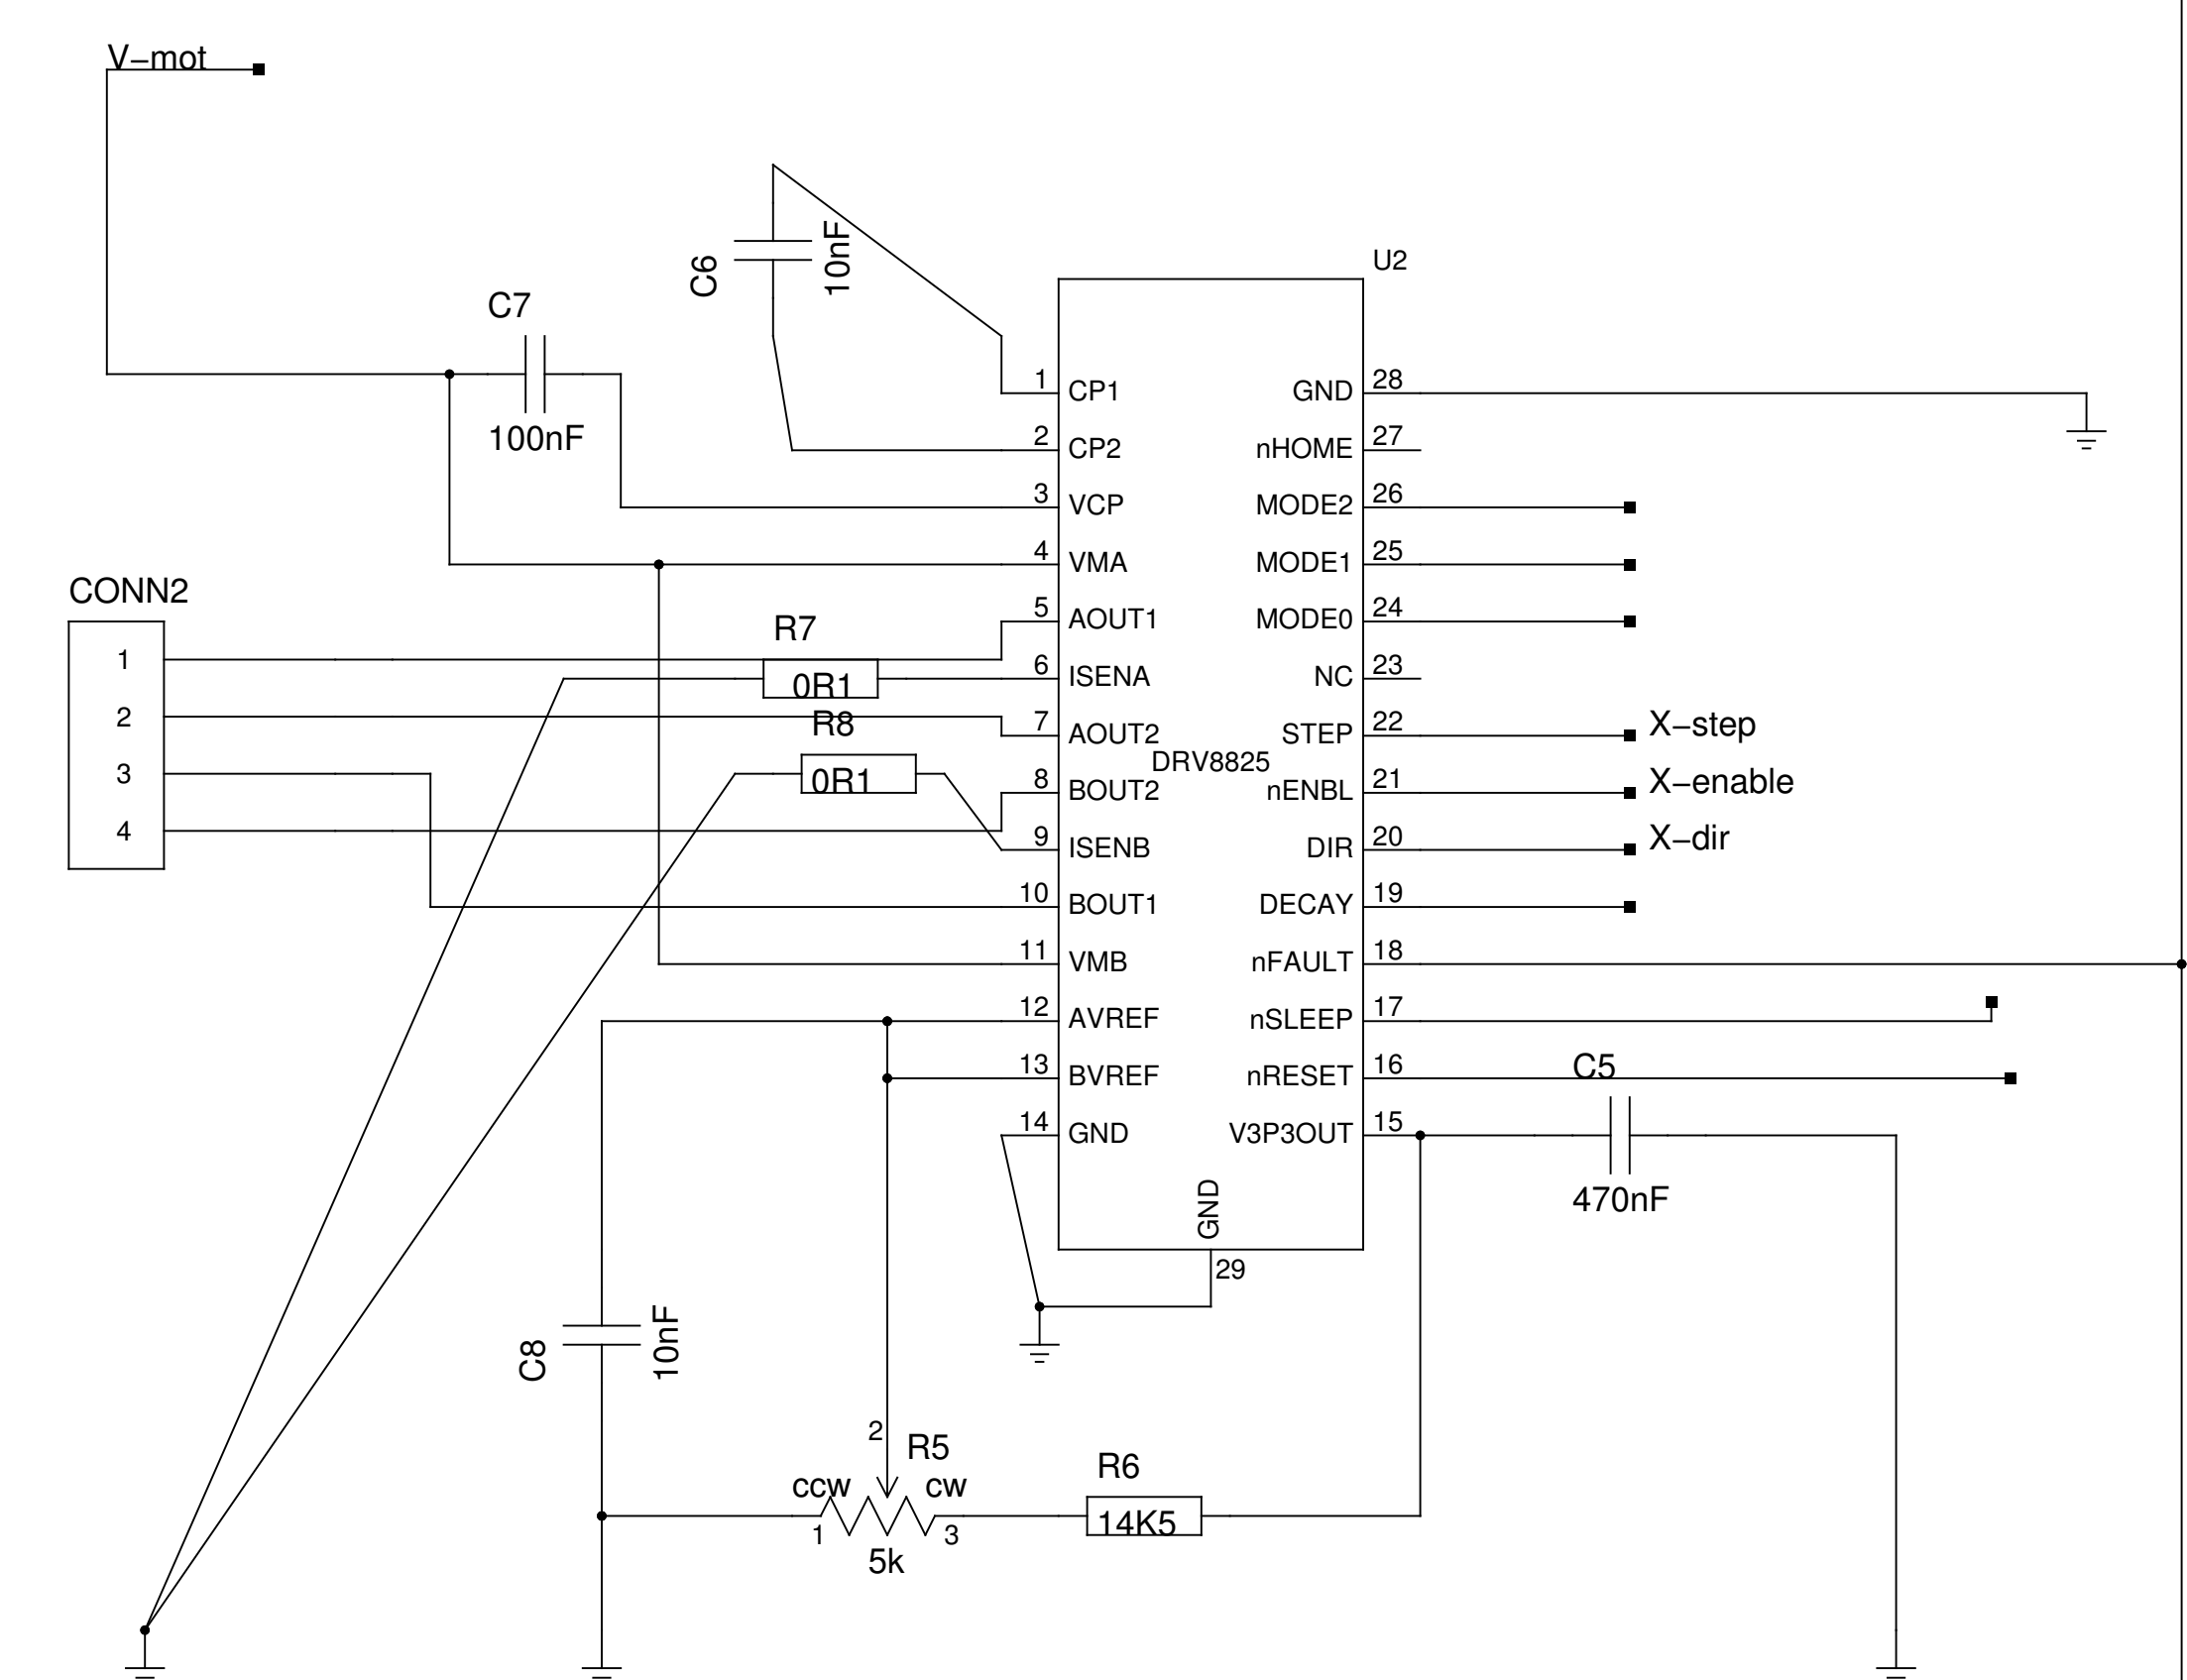 V−mot
C6
10nF
U2
C7
100nF
1 CP1
GND 28
2 CP2
nHOME 27
3 VCP
MODE2 26
4 VMA
MODE1 25
CONN2
5 AOUT1
MODE0 24
R7
1
6 ISENA
NC 23
0R1
2
R8
7 AOUT2
STEP 22
X−step
DRV8825
3
0R1
8 BOUT2
nENBL 21
X−enable
4
9 ISENB
DIR 20
X−dir
10 BOUT1
DECAY 19
11 VMB
nFAULT 18
12 AVREF
nSLEEP 17
13 BVREF
nRESET 16
C5
14 GND
V3P3OUT 15
470nF
GND
29
C8
10nF
2
R5
R6
ccw
cw
1
3
14K5
5k